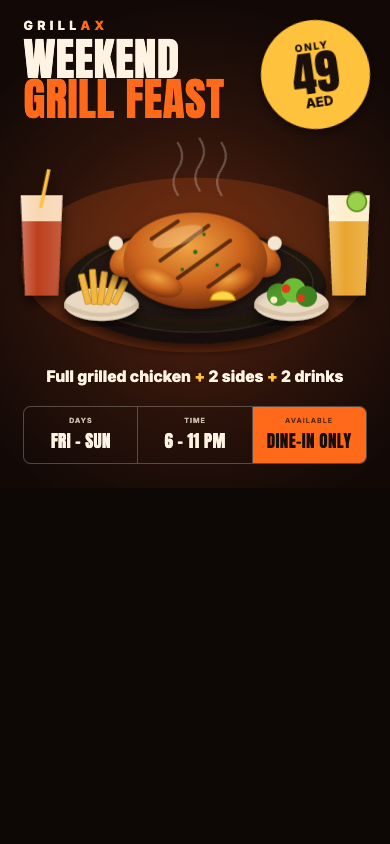 GRILLAX
WEEKEND
GRILL FEAST
ONLY
49
AED
Full grilled chicken + 2 sides + 2 drinks
DAYS
FRI - SUN
TIME
6 - 11 PM
AVAILABLE
DINE-IN ONLY